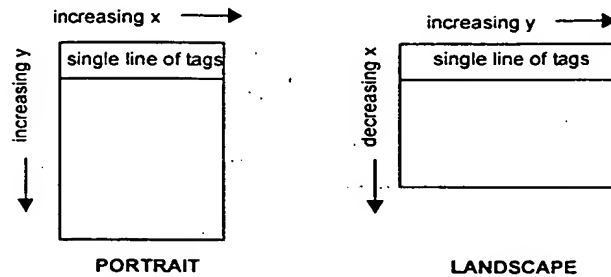 increasing x
increasing y
single line of tags
PORTRAIT
increasing y
decreasing x
single line of tags
LANDSCAPE